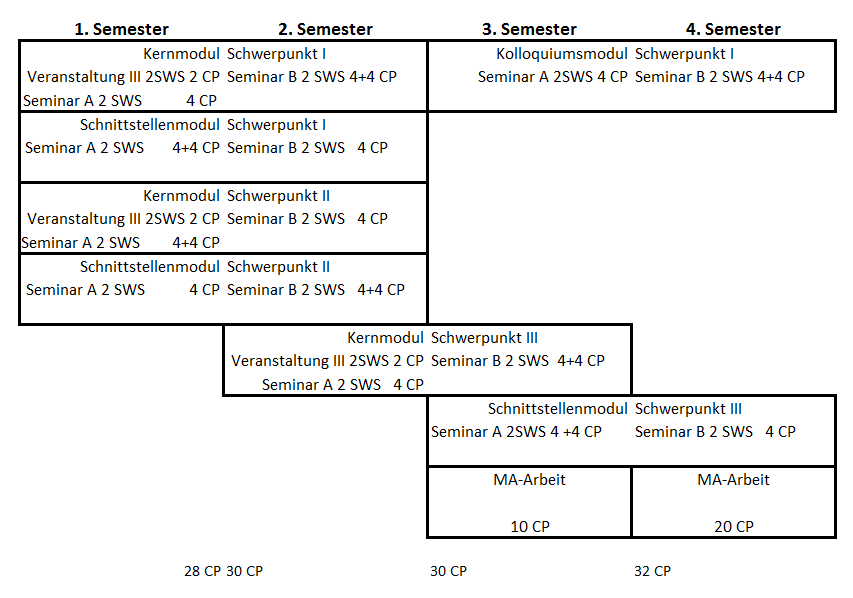 1. Semester 2. Semester 3. Semester 4. Semester
Kernmodul Schwerpunkt I Kolloquiumsmodul Schwerpunkt I
Veranstaltung III 2SWS 2 CP Seminar B 2 SWS 4+4 CP Seminar A 2SWS 4 CP Seminar B 2 SWS 4+4 CP
Seminar A 2 SWS 4 CP
Schnittstellenmodul Schwerpunkt I
Seminar A 2 SWS 4+4 CP Seminar B 2 SWS 4 CP
Kernmodul Schwerpunkt II
Veranstaltung III 2SWS 2 CP Seminar B 2 SWS 4 CP
Seminar A 2 SWS 4+4 CP
Schnittstellenmodul Schwerpunkt II
Seminar A 2 SWS 4 CP Seminar B 2 SWS 4+4 CP
Kernmodul Schwerpunkt III
Veranstaltung III 2SWS 2 CP Seminar B 2 SWS 4+4 CP
Seminar A 2 SWS 4 CP
Schnittstellenmodul Schwerpunkt III
Seminar A 2SWS 4 +4 CP Seminar B 2 SWS 4 CP
MA-Arbeit MA-Arbeit
10 CP 20 CP
28 CP 30 CP 30 CP 32 CP